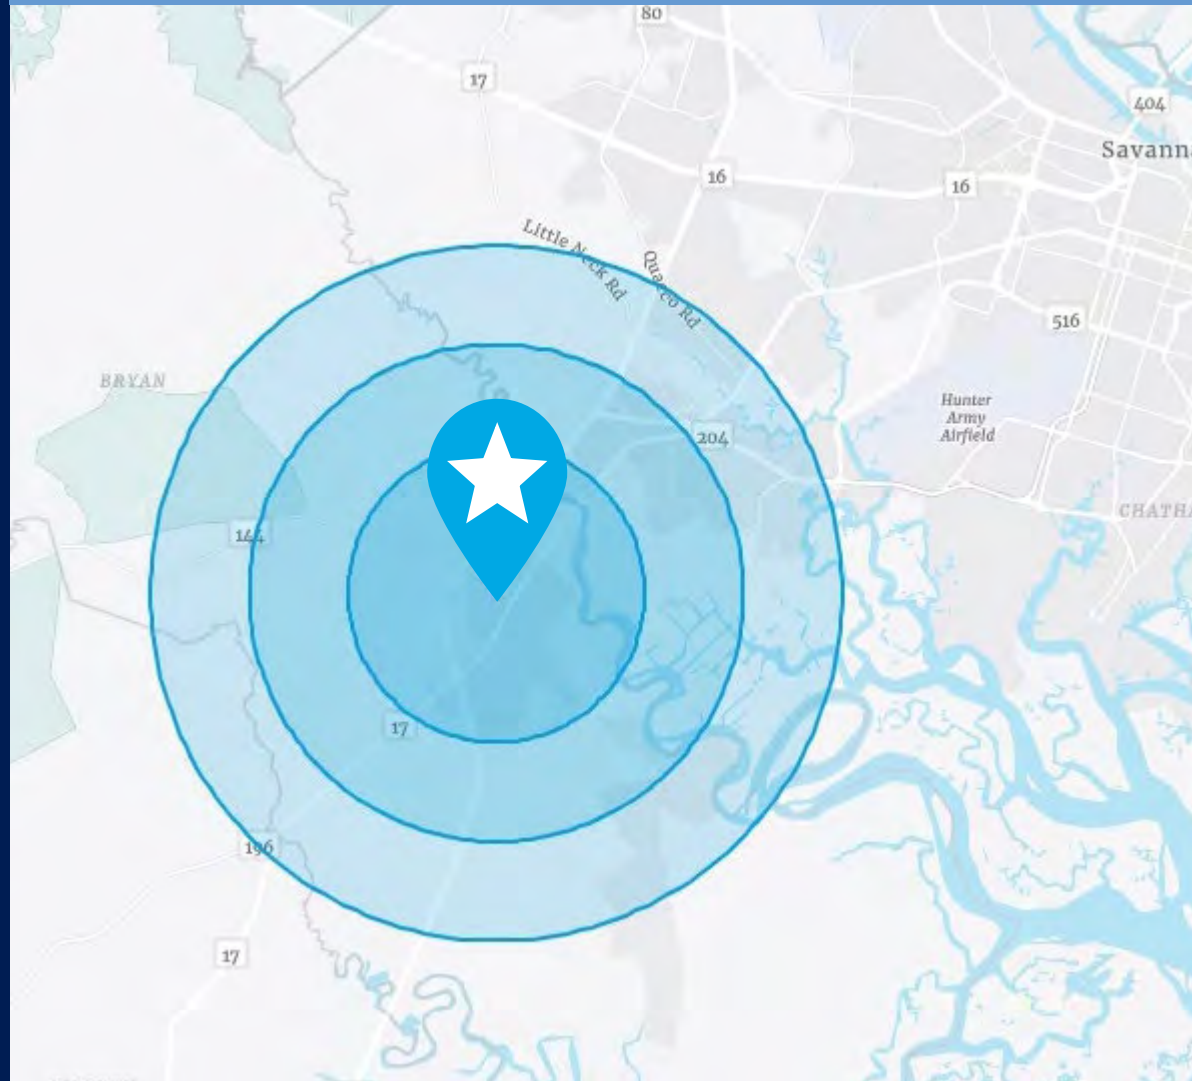 80
17
404
Savann
16
16
Little Neck Rd
Quacco Rd
516
BRYAN
Hunter
Army
Airfield
204
CHATHA
144
17
196
17